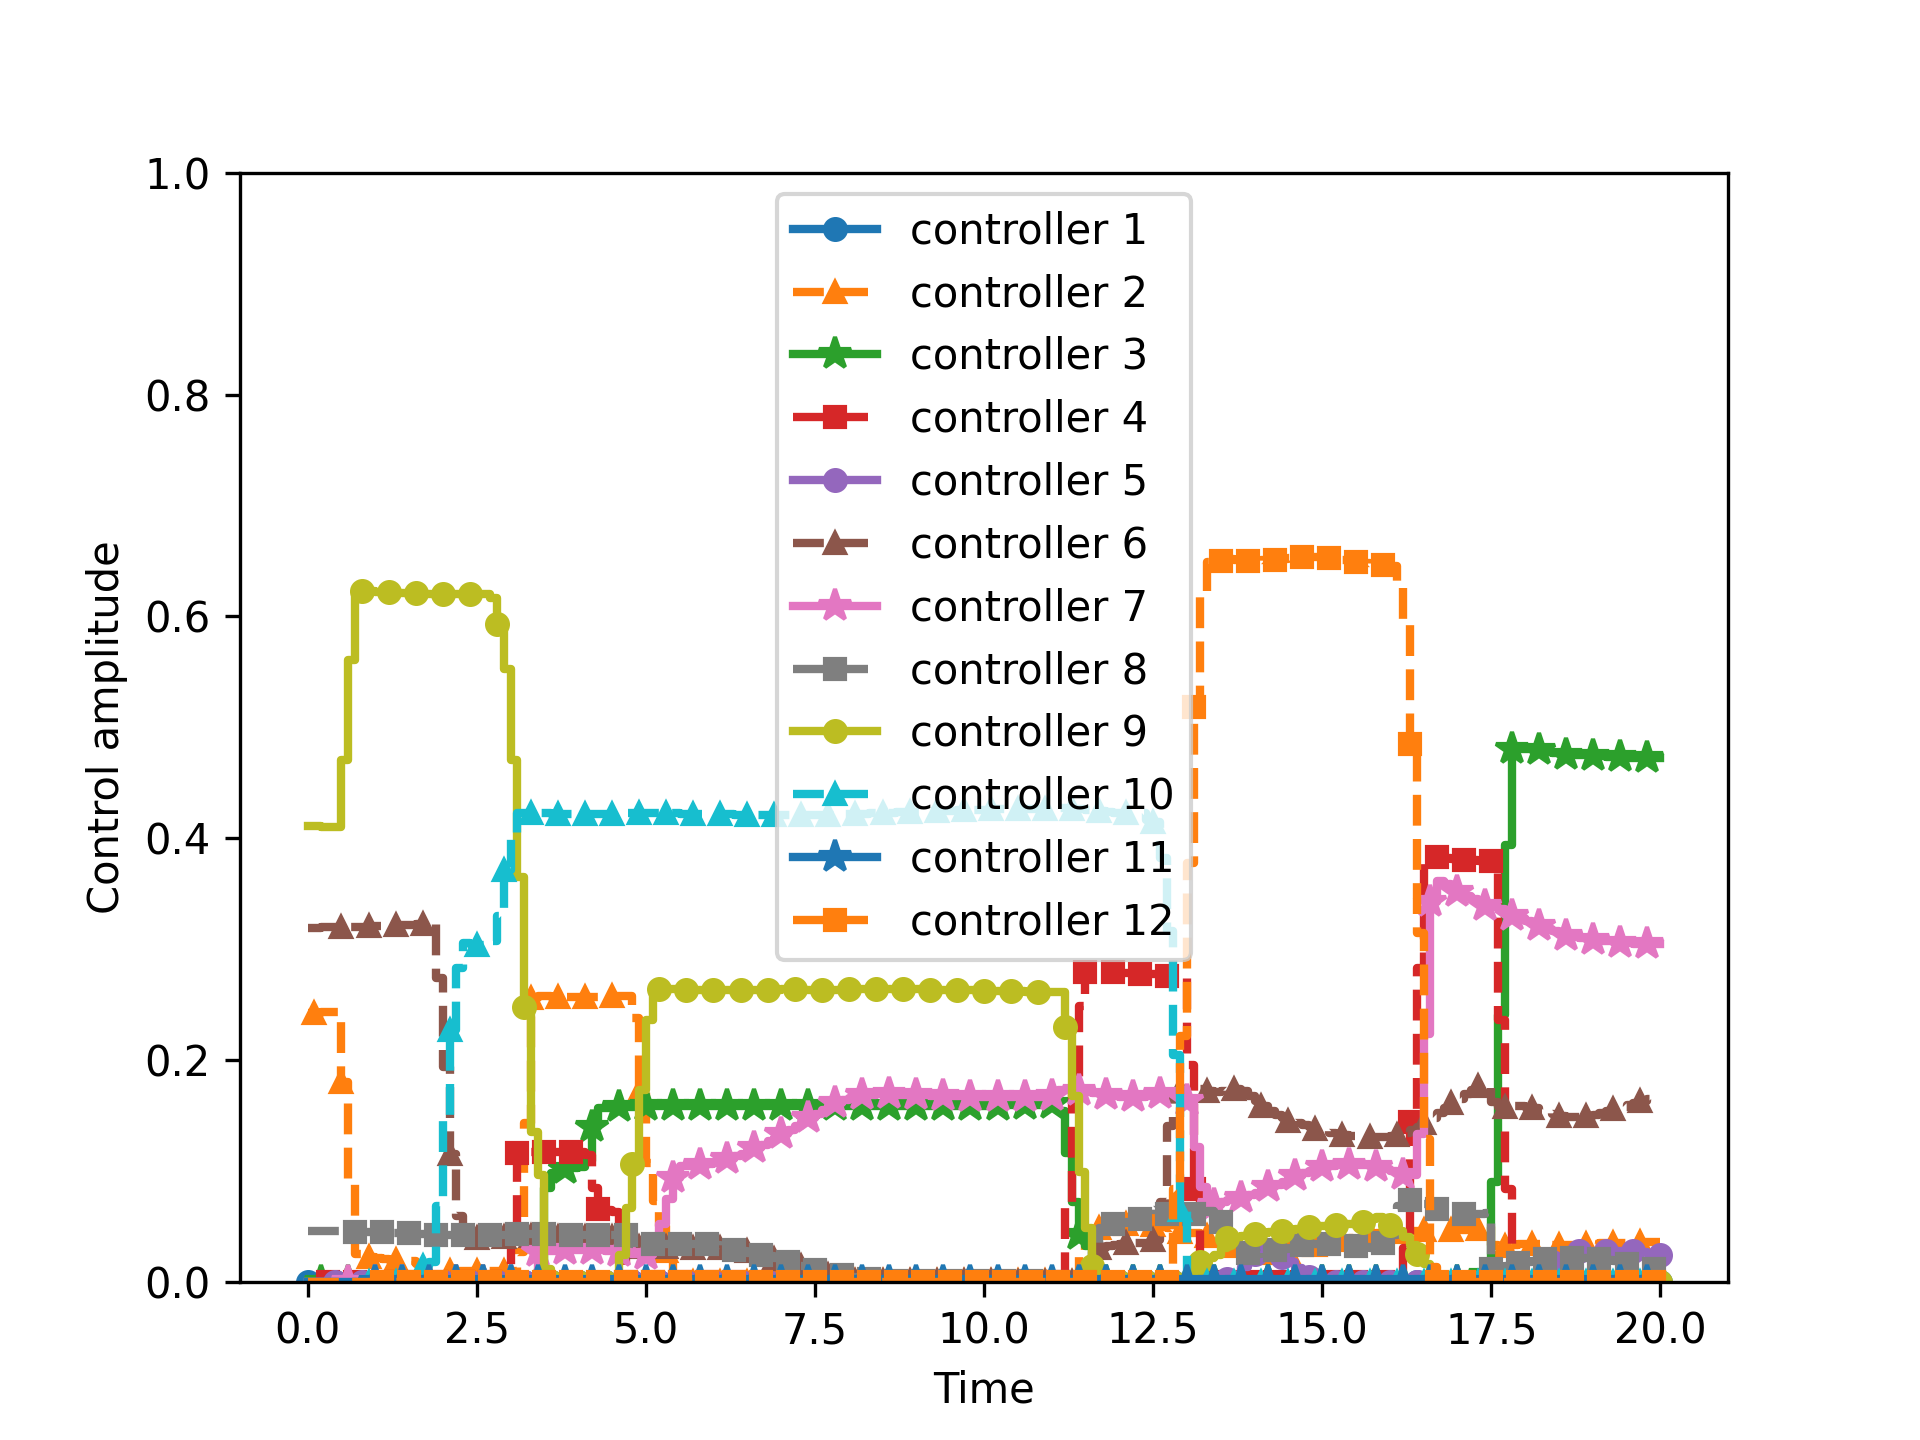 1.0
0.8
0.6
0.4
0.2
0.0
Control amplitude
controller 1
controller 2
controller 3
controller 4
controller 5
controller 6
controller 7
controller 8
controller 9
controller 10
controller 11
controller 12
0.0 2.5 5.0 7.5 10.0 12.5 15.0 17.5 20.0
Time